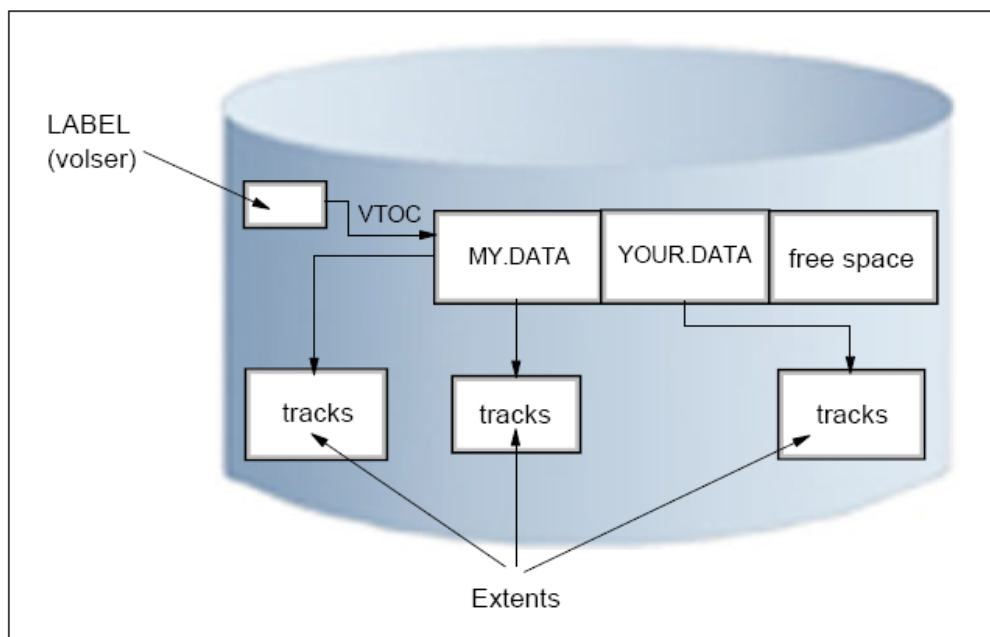 LABEL
(volser)
VTOC
MY.DATA
YOUR.DATA
free space
tracks
tracks
tracks
Extents